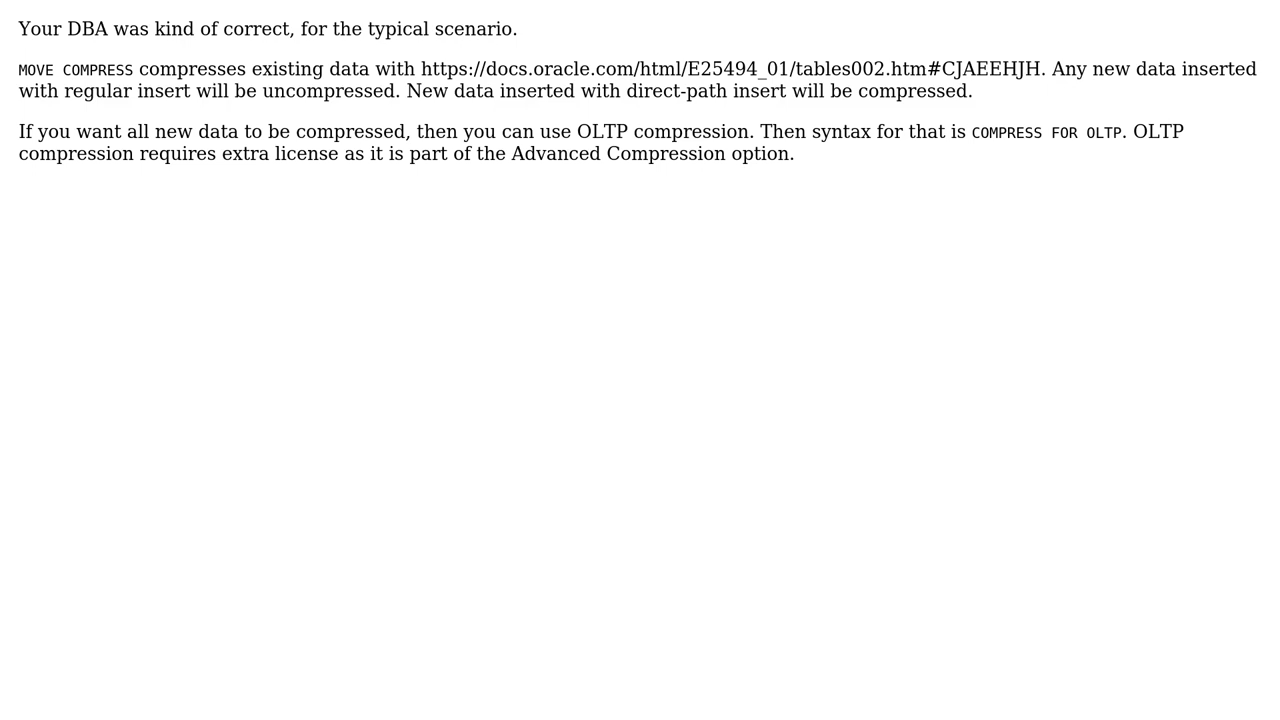 Your DBA was kind of correct, for the typical scenario.
MOVE COMPRESS compresses existing data with https://docs.oracle.com/html/E25494_01/tables002.htm#CJAEEHJH. Any new data inserted
with regular insert will be uncompressed. New data inserted with direct-path insert will be compressed.
If you want all new data to be compressed, then you can use OLTP compression. Then syntax for that is COMPRESS FOR OLTP. OLTP
compression requires extra license as it is part of the Advanced Compression option.